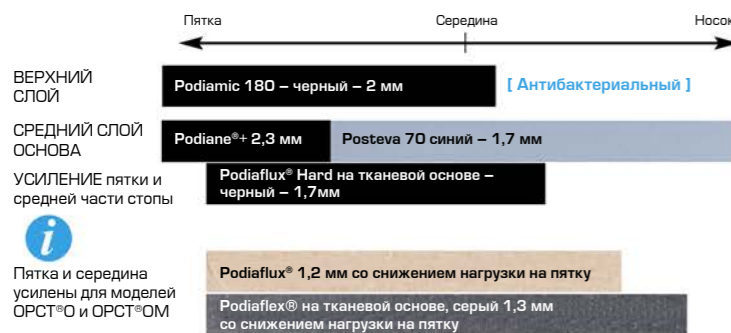 Пятка Середина Носок
ВЕРХНИЙ
СЛОЙ
Podiamic 180 – черный – 2 мм
[ Антибактериальный ]
СРЕДНИЙ СЛОЙ
ОСНОВА
Podiane®+ 2,3 мм
Posteva 70 синий – 1,7 мм
УСИЛЕНИЕ пятки и
средней части стопы
Podiaflux® Hard на тканевой основе –
черный – 1,7мм
i
Пятка и середина
усилены для моделей
ОРСТ®О и ОРСТ®ОМ
Podiaflux® 1,2 мм со снижением нагрузки на пятку
Podiaflex® на тканевой основе, серый 1,3 мм
со снижением нагрузки на пятку